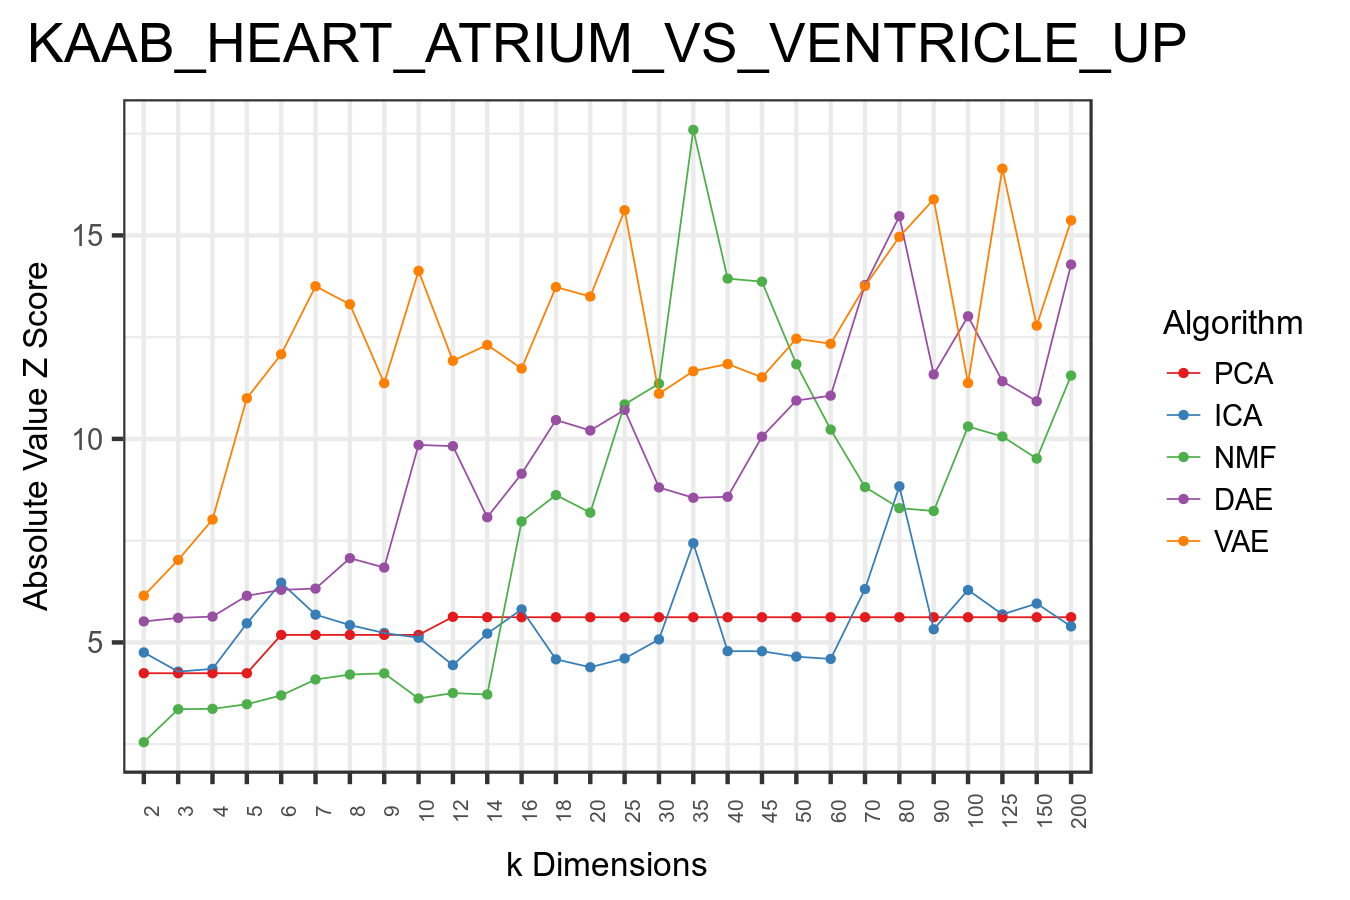 KAAB_HEART_ATRIUM_VS_VENTRICLE_UP
Absolute Value Z Score
15
10
5
2 3 4 5 6 7 8 9 10 12 14 16 18 20 25 30 35 40 45 50 60 70 80 90 100 125 150 200
k Dimensions
Algorithm
PCA
ICA
NMF
DAE
VAE